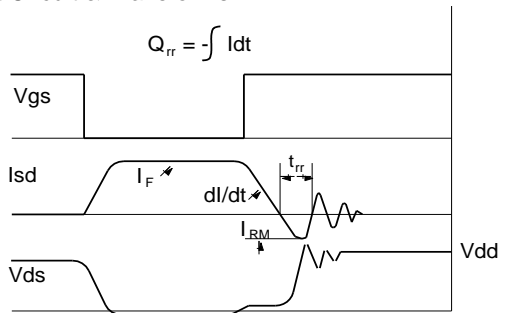 Qrr = -∫ Idt
Vgs
Isd
IF
dI/dt
trr
IRM
Vdd
Vds